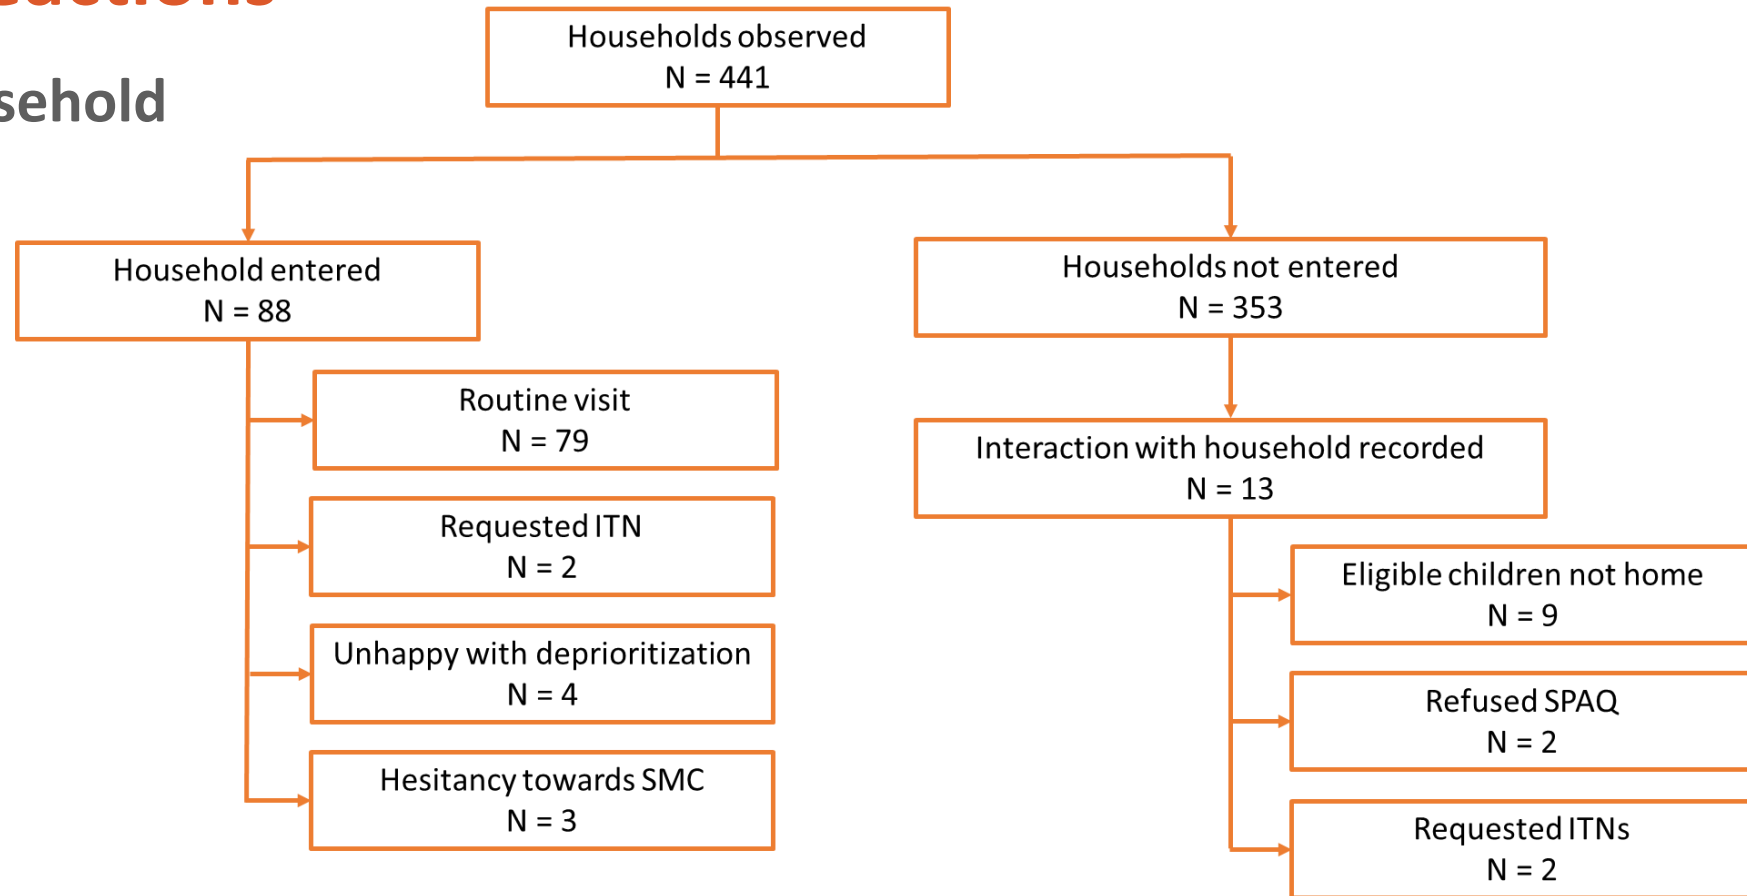 sehold
Households observed
N = 441
Household entered
N = 88
Households not entered
N = 353
Routine visit
N = 79
Interaction with household recorded
N = 13
Requested ITN
N = 2
Eligible children not home
N = 9
Unhappy with deprioritization
N = 4
Refused SPAQ
N = 2
Hesitancy towards SMC
N = 3
Requested ITNs
N = 2